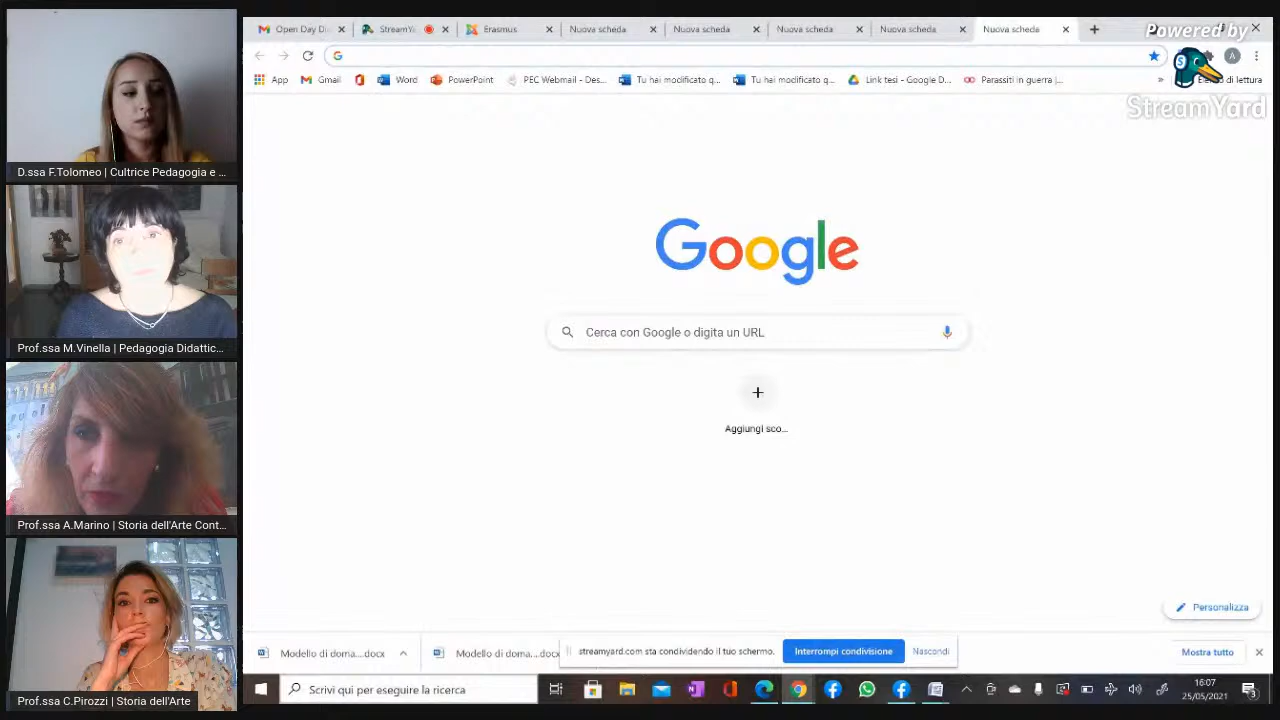 D.ssa F.Tolomeo | Cultrice Pedagogia e ...
Prof.ssa M.Vinella | Pedagogia Didattic...
Prof.ssa A.Marino | Storia dell'Arte Cont...
Prof.ssa C.Pirozzi | Storia dell'Arte
Open Day Di
StreamYa
Erasmus
Nuova scheda
Nuova scheda
Nuova scheda
Nuova scheda
Nuova scheda
Powered by
StreamYard
App
Gmail
Word
PowerPoint
PEC Webmail - Des...
Tu hai modificato q...
Tu hai modificato q...
Link tesi - Google D...
Parassiti in guerra |...
»
di lettura
Google
Cerca con Google o digita un URL
Aggiungi sco...
Personalizza
Modello di doma....docx
Modello di doma....docx
streamyard.com sta condividendo il tuo schermo.
Interrompi condivisione
Nascondi
Mostra tutto
Scrivi qui per eseguire la ricerca
16:07
25/05/2021